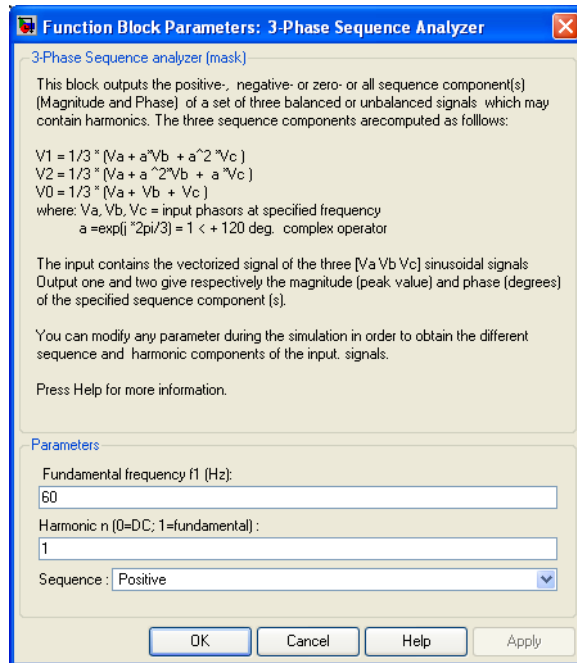 Function Block Parameters: 3-Phase Sequence Analyzer
3-Phase Sequence analyzer (mask)
This block outputs the positive-, negative- or zero- or all sequence component(s)
(Magnitude and Phase) of a set of three balanced or unbalanced signals which may
contain harmonics. The three sequence components arecomputed as folllows:
V1 = 1/3 * (Va + a*Vb + a^2 *Vc )
V2 = 1/3 * (Va + a ^2*Vb + a *Vc )
V0 = 1/3 * (Va + Vb + Vc )
where: Va, Vb, Vc = input phasors at specified frequency
a =exp(j *2pi/3) = 1 < + 120 deg. complex operator
The input contains the vectorized signal of the three [Va Vb Vc] sinusoidal signals
Output one and two give respectively the magnitude (peak value) and phase (degrees)
of the specified sequence component (s).
You can modify any parameter during the simulation in order to obtain the different
sequence and harmonic components of the input. signals.
Press Help for more information.
Parameters
Fundamental frequency f1 (Hz):
60
Harmonic n (0=DC; 1=fundamental) :
1
Sequence : Positive
OK Cancel Help Apply